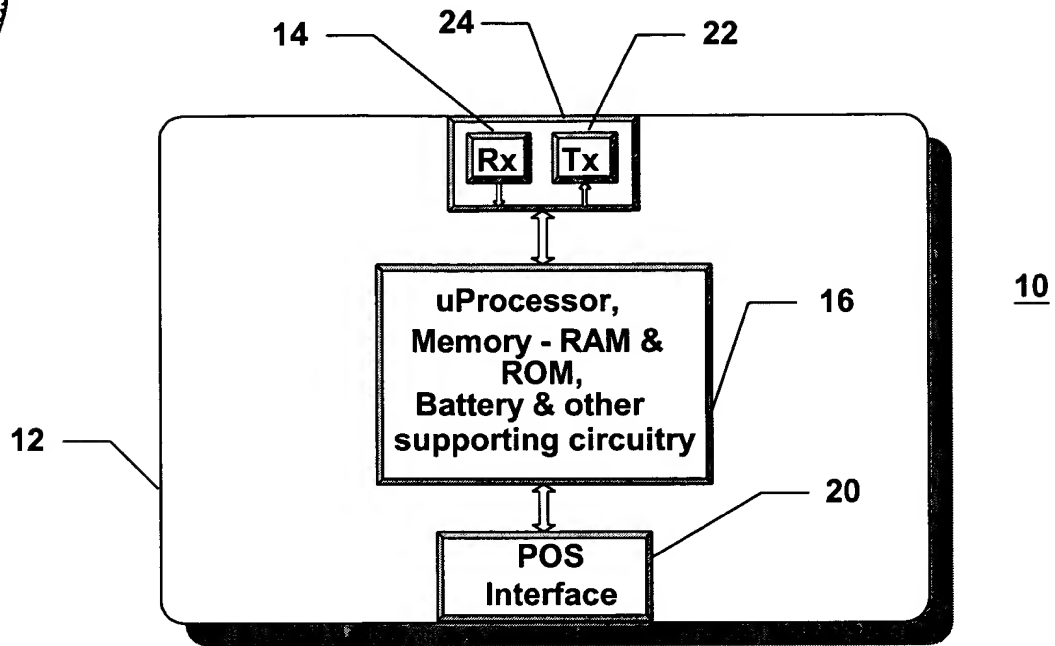 24
14
22
Rx
Tx
10
uProcessor,
Memory - RAM &
ROM,
Battery & other
supporting circuitry
16
12
20
POS
Interface